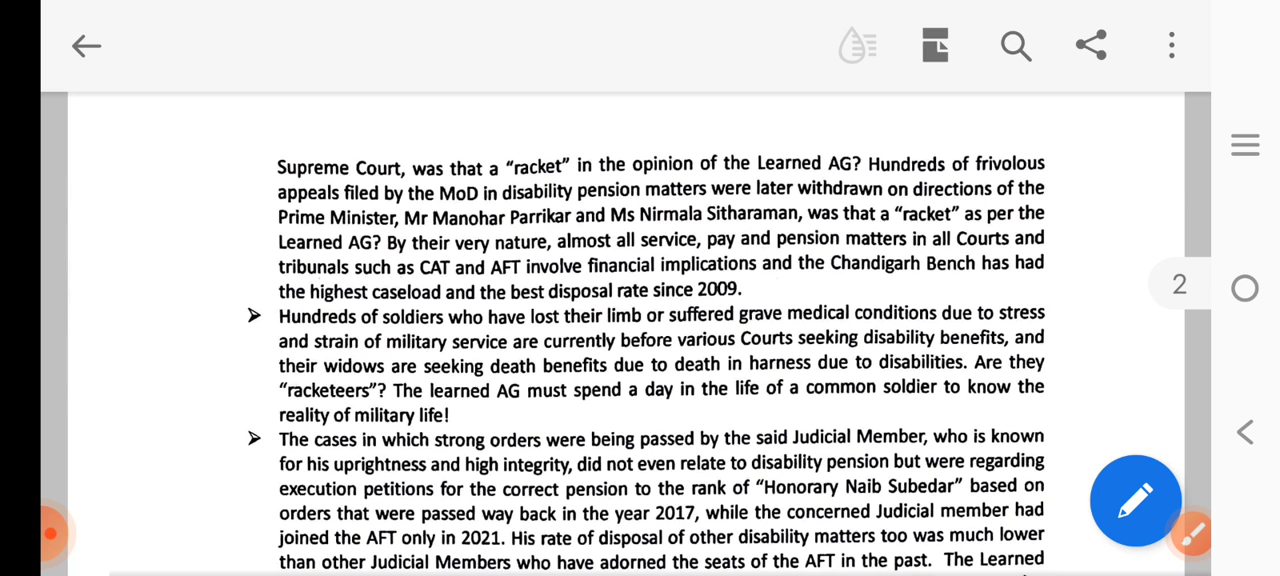 Supreme Court, was that a “racket” in the opinion of the Learned AG? Hundreds of frivolous
appeals filed by the MoD in disability pension matters were later withdrawn on directions of the
Prime Minister, Mr Manohar Parrikar and Ms Nirmala Sitharaman, was that a “racket” as per the
Learned AG? By their very nature, almost all service, pay and pension matters in all Courts and
tribunals such as CAT and AFT involve financial implications and the Chandigarh Bench has had
the highest caseload and the best disposal rate since 2009.
2
➢ Hundreds of soldiers who have lost their limb or suffered grave medical conditions due to stress
and strain of military service are currently before various Courts seeking disability benefits, and
their widows are seeking death benefits due to death in harness due to disabilities. Are they
“racketeers”? The learned AG must spend a day in the life of a common soldier to know the
reality of military life!
➢ The cases in which strong orders were being passed by the said Judicial Member, who is known
for his uprightness and high integrity, did not even relate to disability pension but were regarding
execution petitions for the correct pension to the rank of “Honorary Naib Subedar” based on
orders that were passed way back in the year 2017, while the concerned Judicial member had
joined the AFT only in 2021. His rate of disposal of other disability matters too was much lower
than other Judicial Members who have adorned the seats of the AFT in the past. The Learned